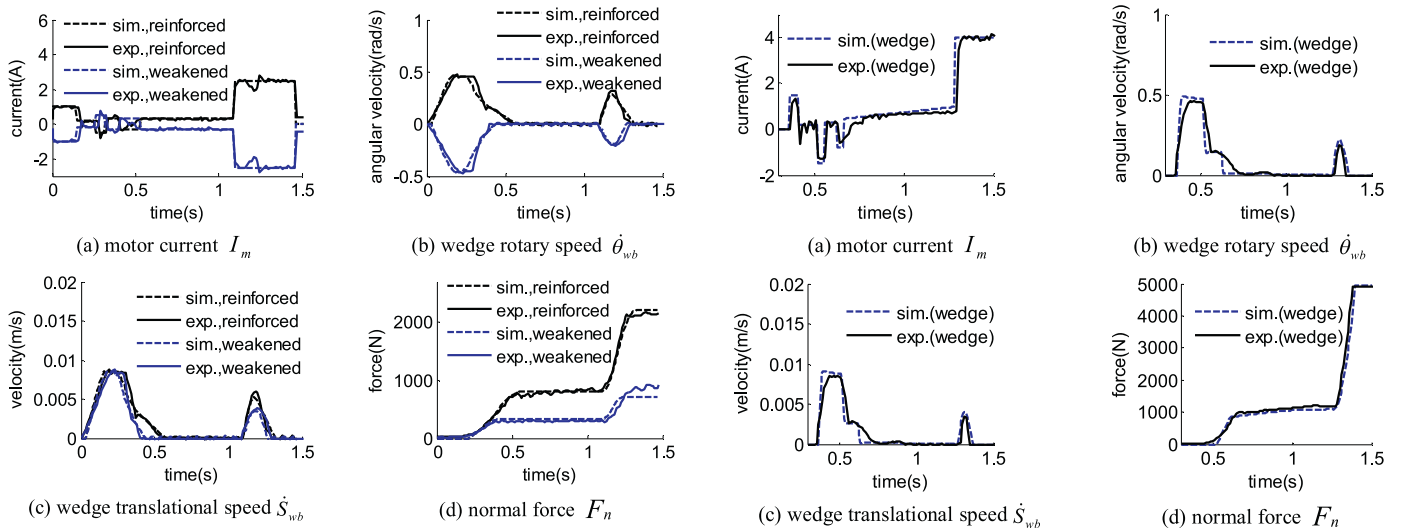 current(A)
6
4
2
0
-2
0
0.5
1
1.5
time(s)
sim.,reinforced
exp.,reinforced
sim.,weakened
exp.,weakened
(a) motor current I_m
angular velocity(rad/s)
1
0.5
0
-0.5
0
0.5
1
1.5
time(s)
sim.,reinforced
exp.,reinforced
sim.,weakened
exp.,weakened
(b) wedge rotary speed θ̇_wb
current(A)
6
4
2
0
-2
0.5
1
1.5
time(s)
sim.(wedge)
exp.(wedge)
(a) motor current I_m
angular velocity(rad/s)
1
0.5
0
0.5
1
1.5
time(s)
sim.(wedge)
exp.(wedge)
(b) wedge rotary speed θ̇_wb
velocity(m/s)
0.02
0.015
0.01
0.005
0
0
0.5
1
1.5
time(s)
sim.,reinforced
exp.,reinforced
sim.,weakened
exp.,weakened
(c) wedge translational speed Ṡ_wb
force(N)
2000
1000
0
0
0.5
1
1.5
time(s)
sim.,reinforced
exp.,reinforced
sim.,weakened
exp.,weakened
(d) normal force F_n
velocity(m/s)
0.02
0.015
0.01
0.005
0
0.5
1
1.5
time(s)
sim.(wedge)
exp.(wedge)
(c) wedge translational speed Ṡ_wb
force(N)
5000
4000
3000
2000
1000
0
0.5
1
1.5
time(s)
sim.(wedge)
exp.(wedge)
(d) normal force F_n